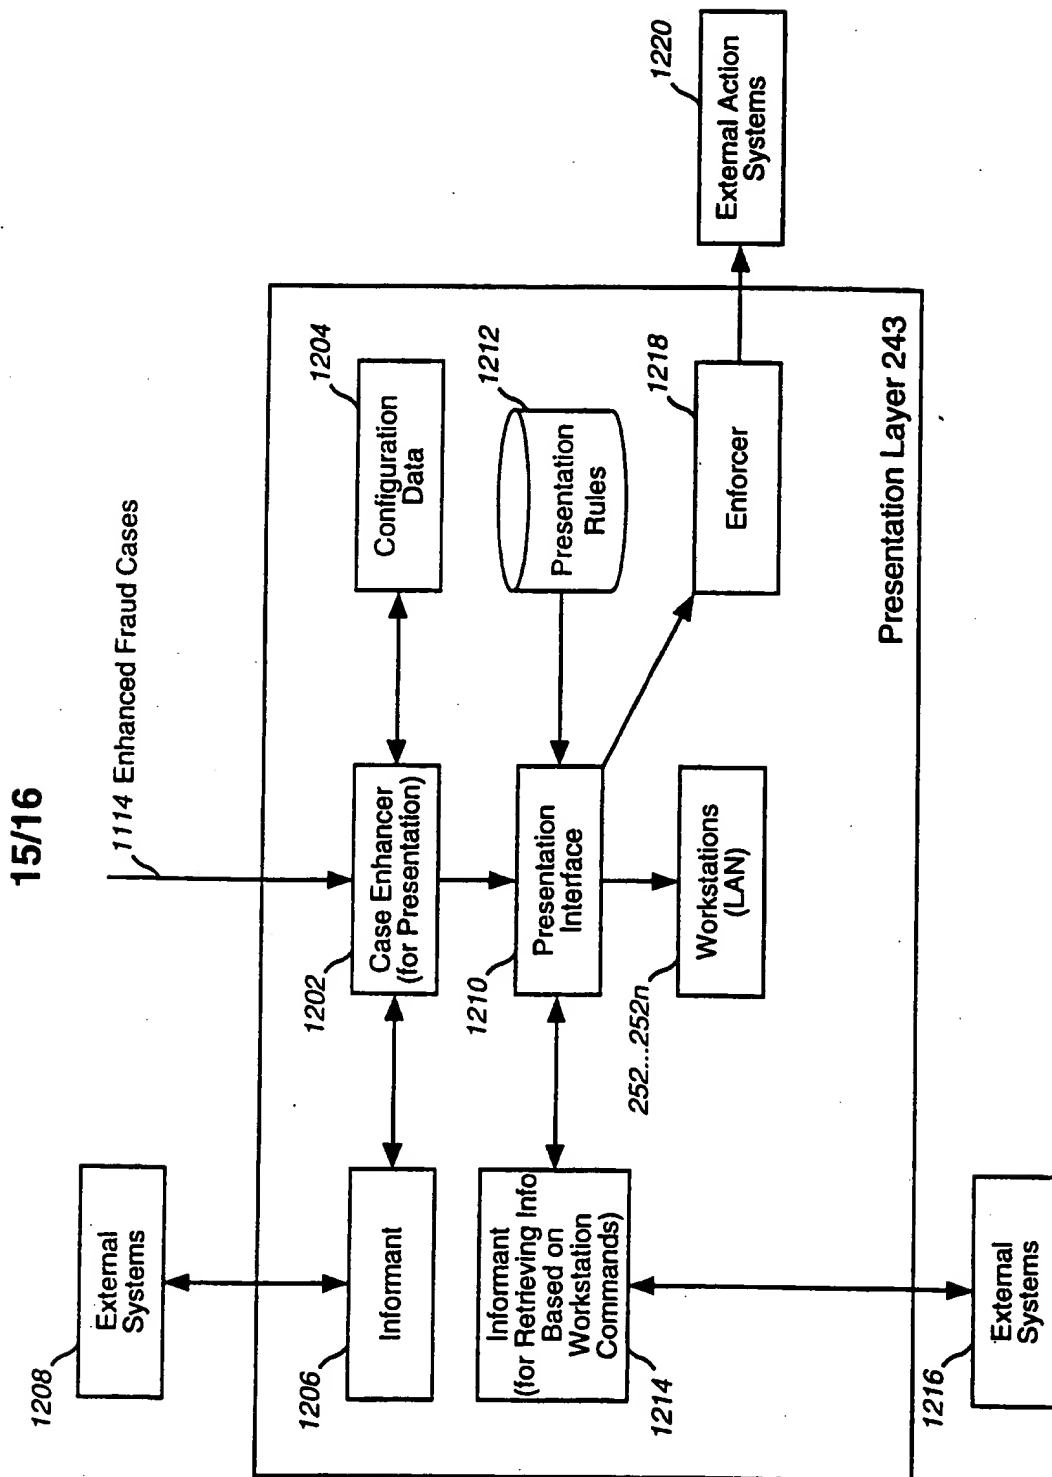 15/16
1114 Enhanced Fraud Cases
1208
External
Systems
1206
Informant
1202
Case Enhancer
(for Presentation)
1204
Configuration
Data
1214
Informant
(for Retrieving Info
Based on
Workstation
Commands)
1210
Presentation
Interface
1212
Presentation
Rules
252...252n
Workstations
(LAN)
1218
Enforcer
1220
External Action
Systems
Presentation Layer 243
1216
External
Systems